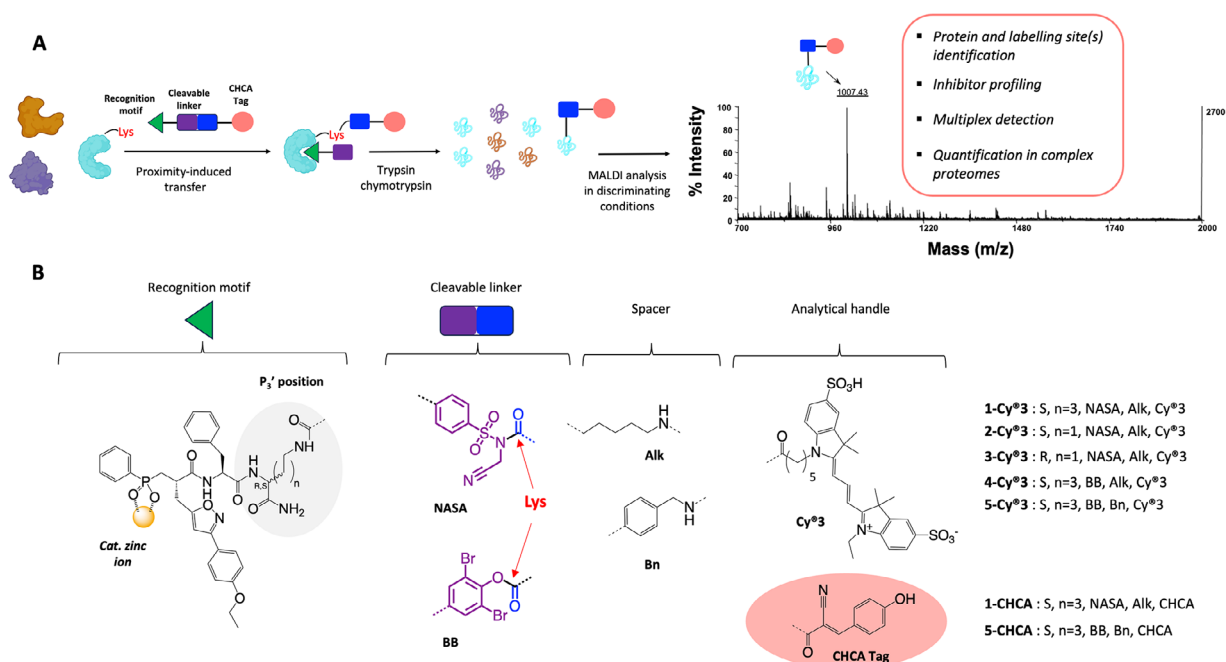 A
Recognition motif
Cleavable linker
CHCA Tag
Lys
Proximity-induced transfer
Lys
Trypsin
chymotrypsin
MALDI analysis
in discriminating
conditions
1007.43
% Intensity
100
80
60
40
20
0
700
960
1220
1480
1740
2000
2700
Mass (m/z)
▪ Protein and labelling site(s) identification
▪ Inhibitor profiling
▪ Multiplex detection
▪ Quantification in complex proteomes
B
Recognition motif
Cleavable linker
Spacer
Analytical handle
P3’ position
O
NH
n
R,S
NH2
O
H
N
O
N
H
O
P
O
O
O
N
O
Cat. zinc
ion
O
S
O
N
O
N
NASA
Lys
Br
O
O
Br
BB
H
N
Alk
N
H
Bn
SO3H
O
N
5
N+
SO3-
Cy®3
N
OH
O
CHCA Tag
1-Cy®3 : S, n=3, NASA, Alk, Cy®3
2-Cy®3 : S, n=1, NASA, Alk, Cy®3
3-Cy®3 : R, n=1, NASA, Alk, Cy®3
4-Cy®3 : S, n=3, BB, Alk, Cy®3
5-Cy®3 : S, n=3, BB, Bn, Cy®3
1-CHCA : S, n=3, NASA, Alk, CHCA
5-CHCA : S, n=3, BB, Bn, CHCA